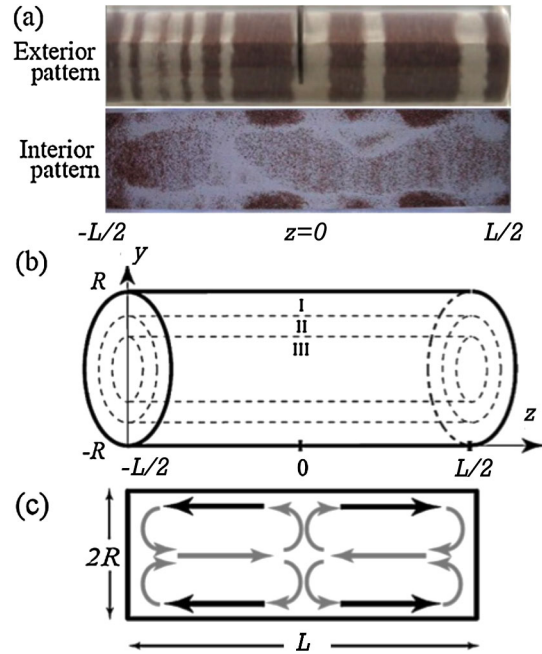 (a)
Exterior
pattern
Interior
pattern
-L/2 z=0 L/2
(b) y
R
I
II
III
z
-R
-L/2 0 L/2
(c)
2R
L